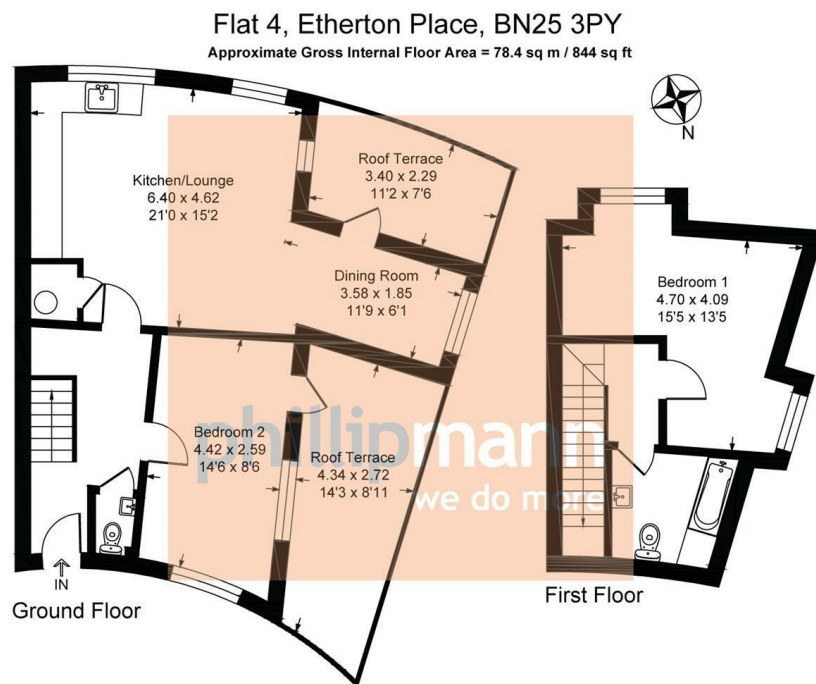 Flat 4, Etherton Place, BN25 3PY
Approximate Gross Internal Floor Area = 78.4 sq m / 844 sq ft
N
Kitchen/Lounge
6.40 x 4.62
21'0 x 15'2
Roof Terrace
3.40 x 2.29
11'2 x 7'6
Dining Room
3.58 x 1.85
11'9 x 6'1
Bedroom 1
4.70 x 4.09
15'5 x 13'5
Bedroom 2
4.42 x 2.59
14'6 x 8'6
Roof Terrace
4.34 x 2.72
14'3 x 8'11
phillipmann
we do more
IN
Ground Floor
First Floor